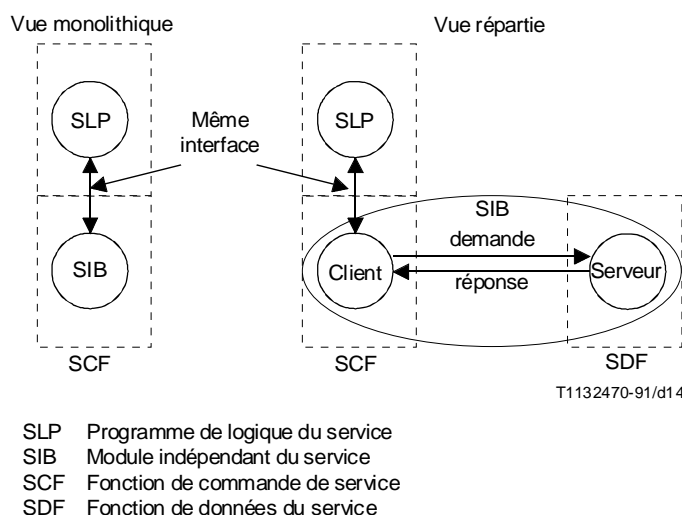 Vue monolithique
Vue répartie
SLP
Même
interface
SLP
SIB
SIB
demande
Client
Serveur
réponse
SCF
SCF
SDF
T1132470-91/d14
SLP Programme de logique du service
SIB Module indépendant du service
SCF Fonction de commande de service
SDF Fonction de données du service